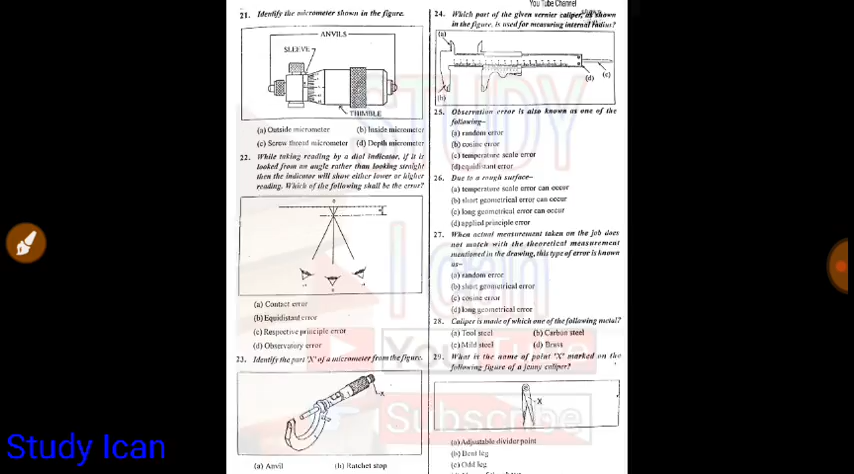 You Tube Channel
21. Identify the micrometer shown in the figure.
ANVILS
SLEEVE
THIMBLE
(a) Outside micrometer (b) Inside micrometer
(c) Screw thread micrometer (d) Depth micrometer
22. While taking reading by a dial indicator, if it is
looked from an angle rather than looking straight
then the indicator will show either lower or higher
reading. Which of the following shall be the error?
(a) Contact error
(b) Equidistant error
(c) Respective principle error
(d) Observatory error
23. Identify the part 'X' of a micrometer from the figure.
X
(a) Anvil (b) Ratchet stop
24. Which part of the given vernier caliper, as shown
in the figure, is used for measuring internal radius?
(a)
(b)
(c)
(d)
25. Observation error is also known as one of the
following–
(a) random error
(b) cosine error
(c) temperature scale error
(d) equidistant error
26. Due to a rough surface–
(a) temperature scale error can occur
(b) short geometrical error can occur
(c) long geometrical error can occur
(d) applied principle error
27. When actual measurement taken on the job does
not match with the theoretical measurement
mentioned in the drawing, this type of error is known
as–
(a) random error
(b) short geometrical error
(c) cosine error
(d) long geometrical error
28. Caliper is made of which one of the following metal?
(a) Tool steel (b) Carbon steel
(c) Mild steel (d) Brass
29. What is the name of point 'X' marked on the
following figure of a jenny caliper?
X
(a) Adjustable divider point
(b) Bent leg
(c) Odd leg
STUDY
I can
YouTube
Subscribe
Study Ican